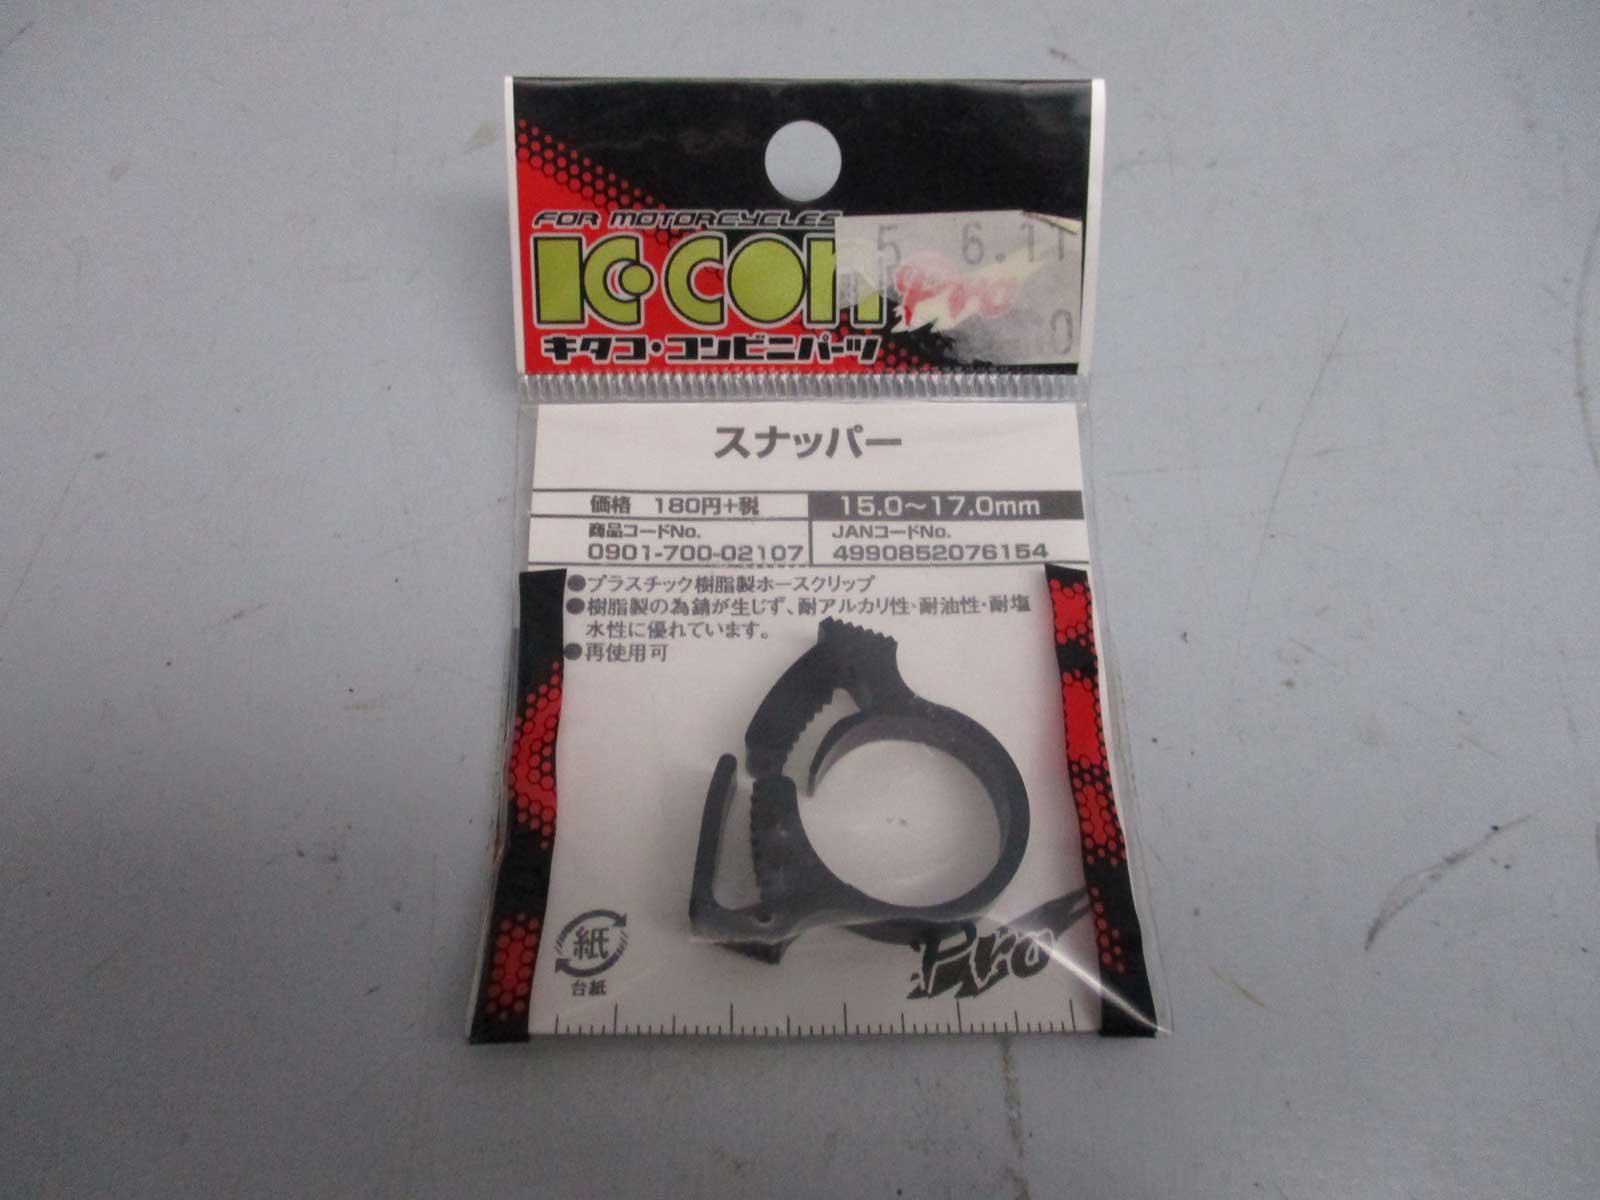 FOR MOTORCYCLES
K・CON
5 6.11
Pro
0
キタコ・コンビニパーツ
スナッパー
価格 180円+税
15.0～17.0mm
商品コードNo.
0901-700-02107
JANコードNo.
4990852076154
●プラスチック樹脂製ホースクリップ
●樹脂製の為錆が生じず、耐アルカリ性・耐油性・耐塩
水性に優れています。
●再使用可
Pro
紙
台紙